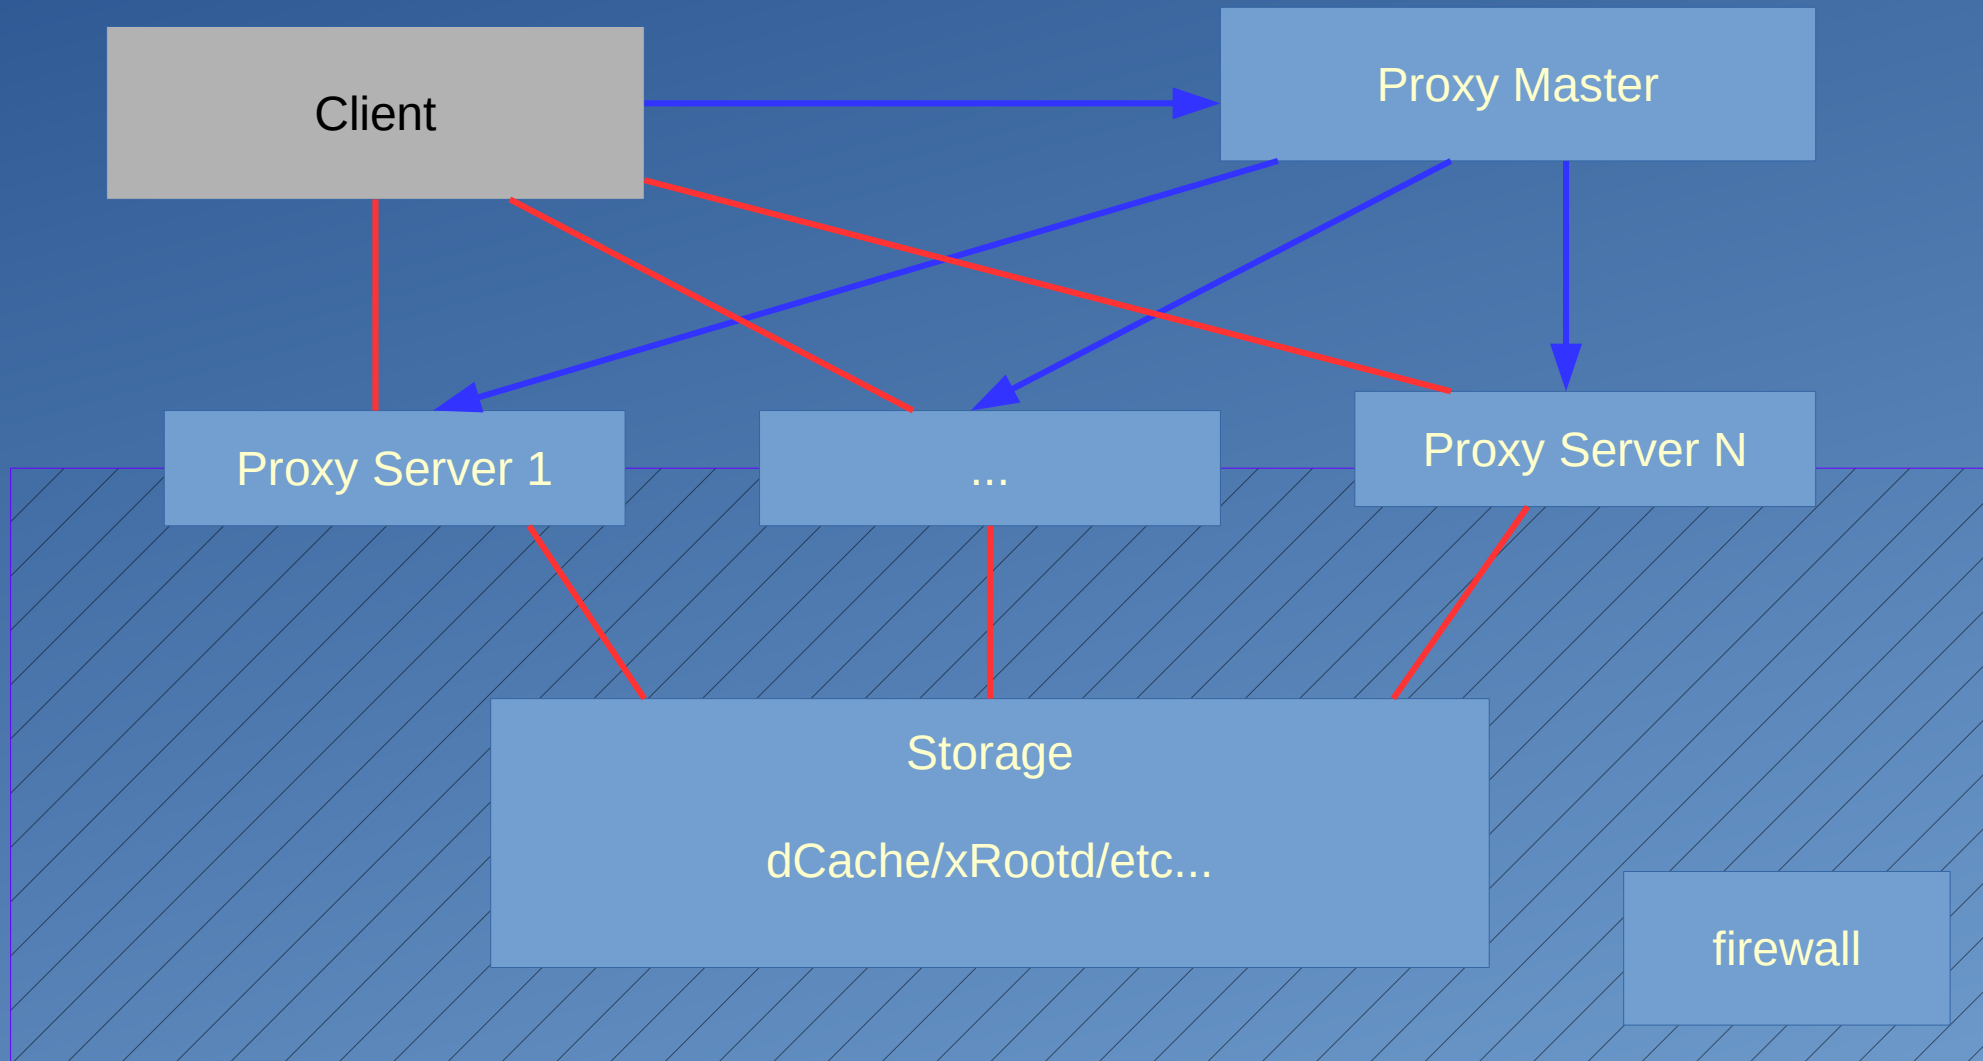 Client
Proxy Master
Proxy Server 1
...
Proxy Server N
Storage
dCache/xRootd/etc...
firewall